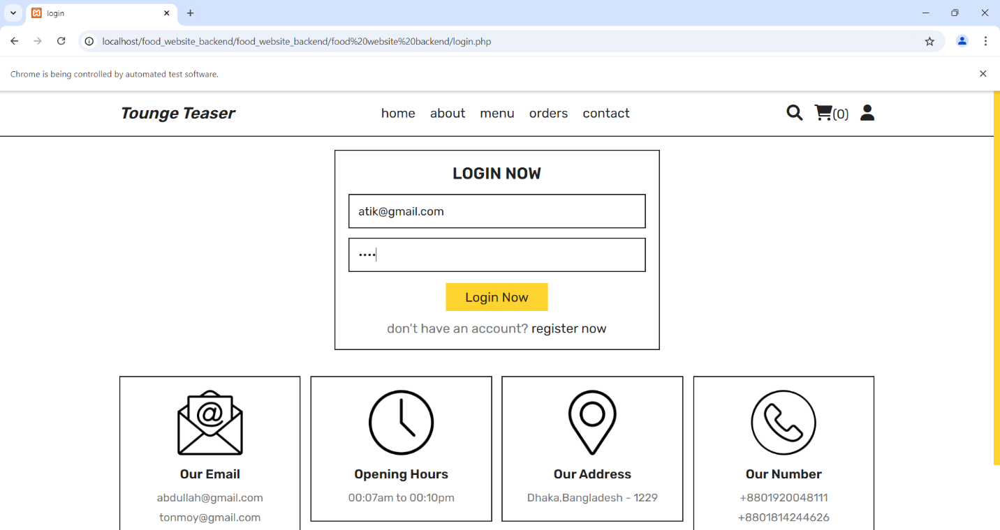 login
localhost/food_website_backend/food_website_backend/food%20website%20backend/login.php
Chrome is being controlled by automated test software.
Tounge Teaser
home about menu orders contact
(0)
LOGIN NOW
atik@gmail.com
••••
Login Now
don't have an account? register now
@
Our Email
abdullah@gmail.com
tonmoy@gmail.com
Opening Hours
00:07am to 00:10pm
Our Address
Dhaka,Bangladesh - 1229
Our Number
+8801920048111
+8801814244626